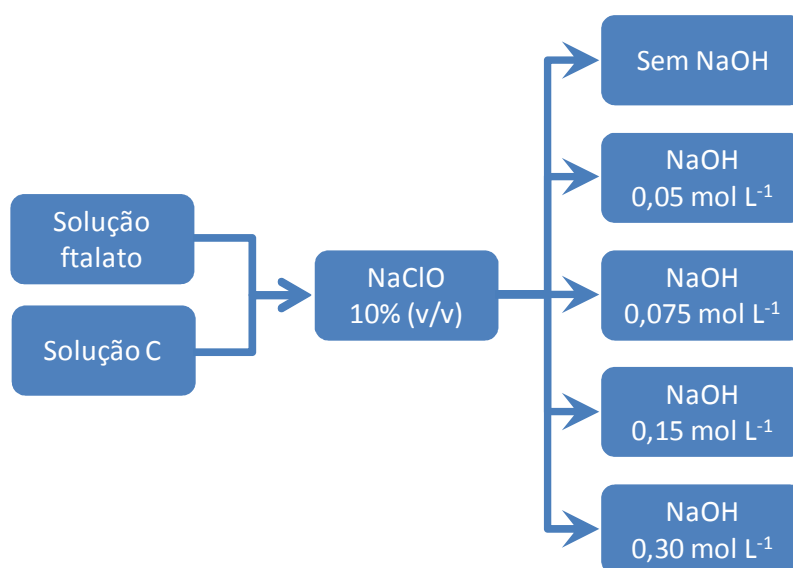 Solução
ftalato
Solução C
NaClO
10% (v/v)
Sem NaOH
NaOH
0,05 mol L⁻¹
NaOH
0,075 mol L⁻¹
NaOH
0,15 mol L⁻¹
NaOH
0,30 mol L⁻¹